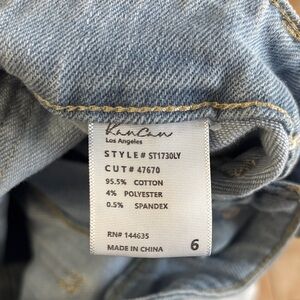 KanCan
Los Angeles
STYLE# ST1730LY
CUT# 47670
95.5% COTTON
4% POLYESTER
0.5% SPANDEX
RN# 144635
MADE IN CHINA 6